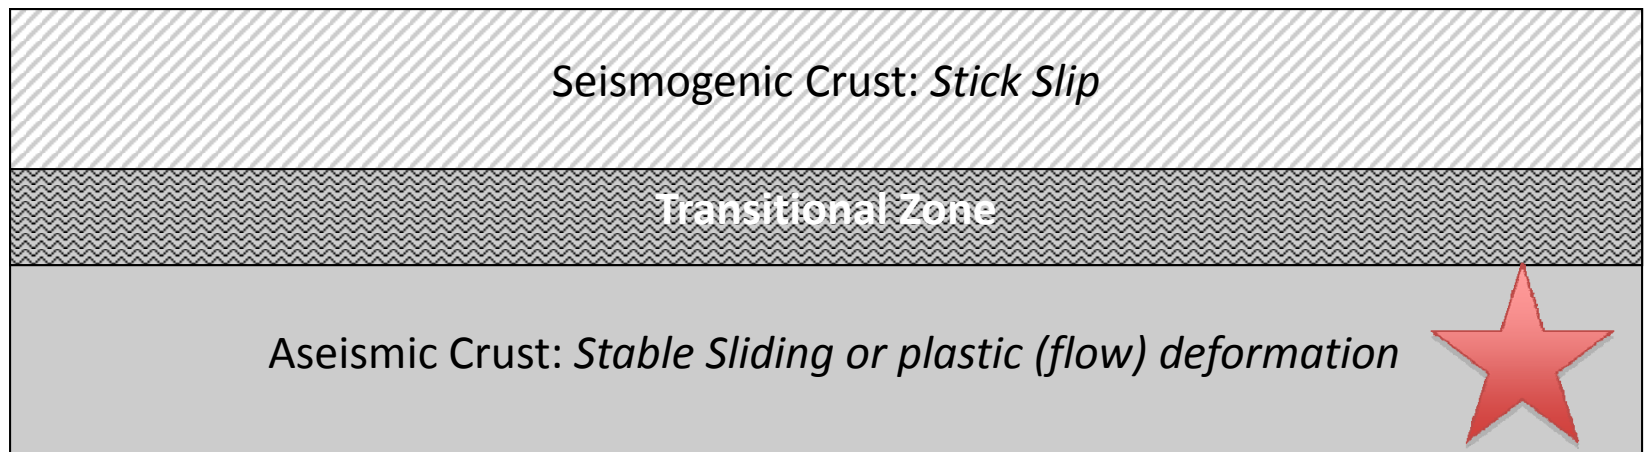 Seismogenic Crust: Stick Slip
Transitional Zone
Aseismic Crust: Stable Sliding or plastic (flow) deformation